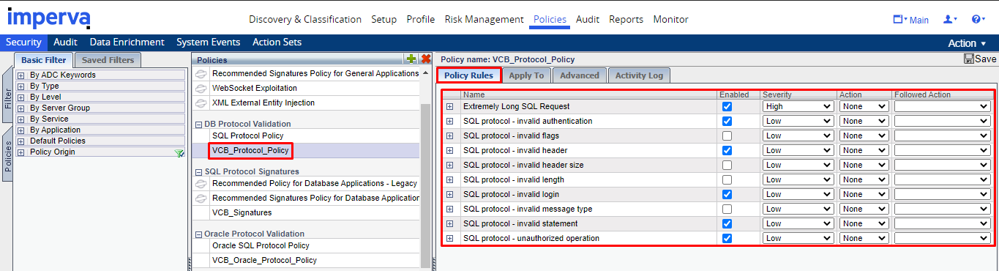 imperva
Discovery & Classification Setup Profile Risk Management Policies Audit Reports Monitor
Main
Security Audit Data Enrichment System Events Action Sets
Action
Filter
Policies
Basic Filter Saved Filters
By ADC Keywords
By Type
By Level
By Server Group
By Service
By Application
Default Policies
Policy Origin
Policies
Recommended Signatures Policy for General Applications
WebSocket Exploitation
XML External Entity Injection
DB Protocol Validation
SQL Protocol Policy
VCB_Protocol_Policy
SQL Protocol Signatures
Recommended Policy for Database Applications - Legacy
Recommended Signatures Policy for Database Application
VCB_Signatures
Oracle Protocol Validation
Oracle SQL Protocol Policy
VCB_Oracle_Protocol_Policy
Policy name: VCB_Protocol_Policy
Save
Policy Rules Apply To Advanced Activity Log
Name Enabled Severity Action Followed Action
Extremely Long SQL Request High None
SQL protocol - invalid authentication Low None
SQL protocol - invalid flags Low None
SQL protocol - invalid header Low None
SQL protocol - invalid header size Low None
SQL protocol - invalid length Low None
SQL protocol - invalid login Low None
SQL protocol - invalid message type Low None
SQL protocol - invalid statement Low None
SQL protocol - unauthorized operation Low None